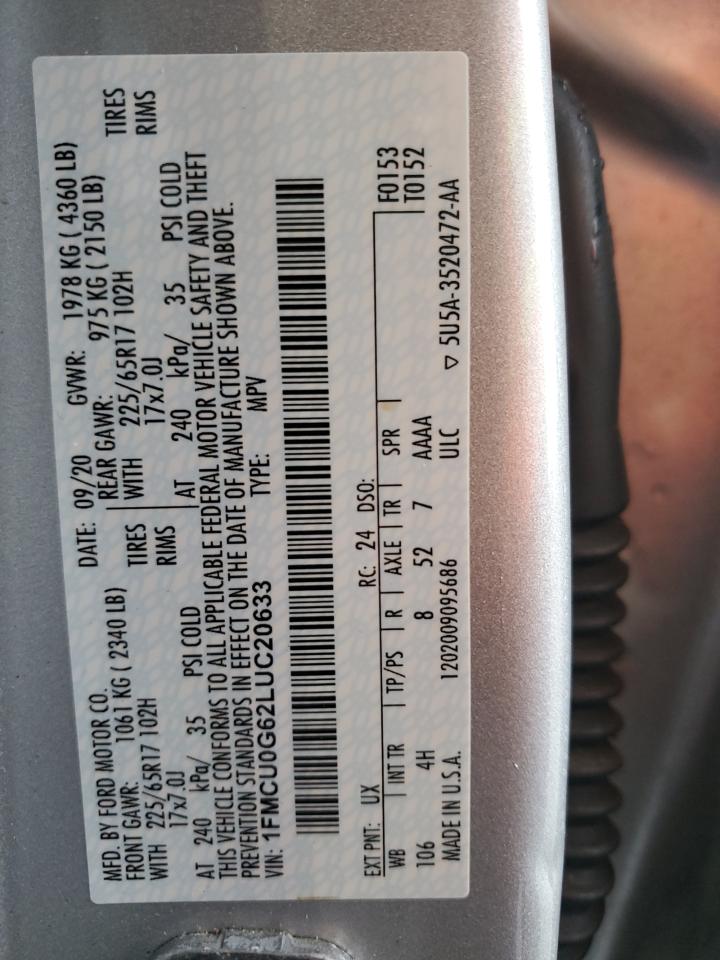 MFD. BY FORD MOTOR CO. DATE: 09/20 GVWR: 1978 KG ( 4360 LB)
FRONT GAWR: 1061 KG ( 2340 LB) REAR GAWR: 975 KG ( 2150 LB)
WITH 225/65R17 102H TIRES WITH 225/65R17 102H TIRES
17x7.0J RIMS 17x7.0J RIMS
AT 240 kPa/ 35 PSI COLD AT 240 kPa/ 35 PSI COLD
THIS VEHICLE CONFORMS TO ALL APPLICABLE FEDERAL MOTOR VEHICLE SAFETY AND THEFT
PREVENTION STANDARDS IN EFFECT ON THE DATE OF MANUFACTURE SHOWN ABOVE.
VIN: 1FMCU0G62LUC20633 TYPE: MPV
EXT PNT: UX RC: 24 DSO: F0153
WB INT TR TP/PS R AXLE TR SPR T0152
106 4H 8 52 7 AAAA
MADE IN U.S.A. 1202009095686 ULC ▽ 5U5A-3520472-AA